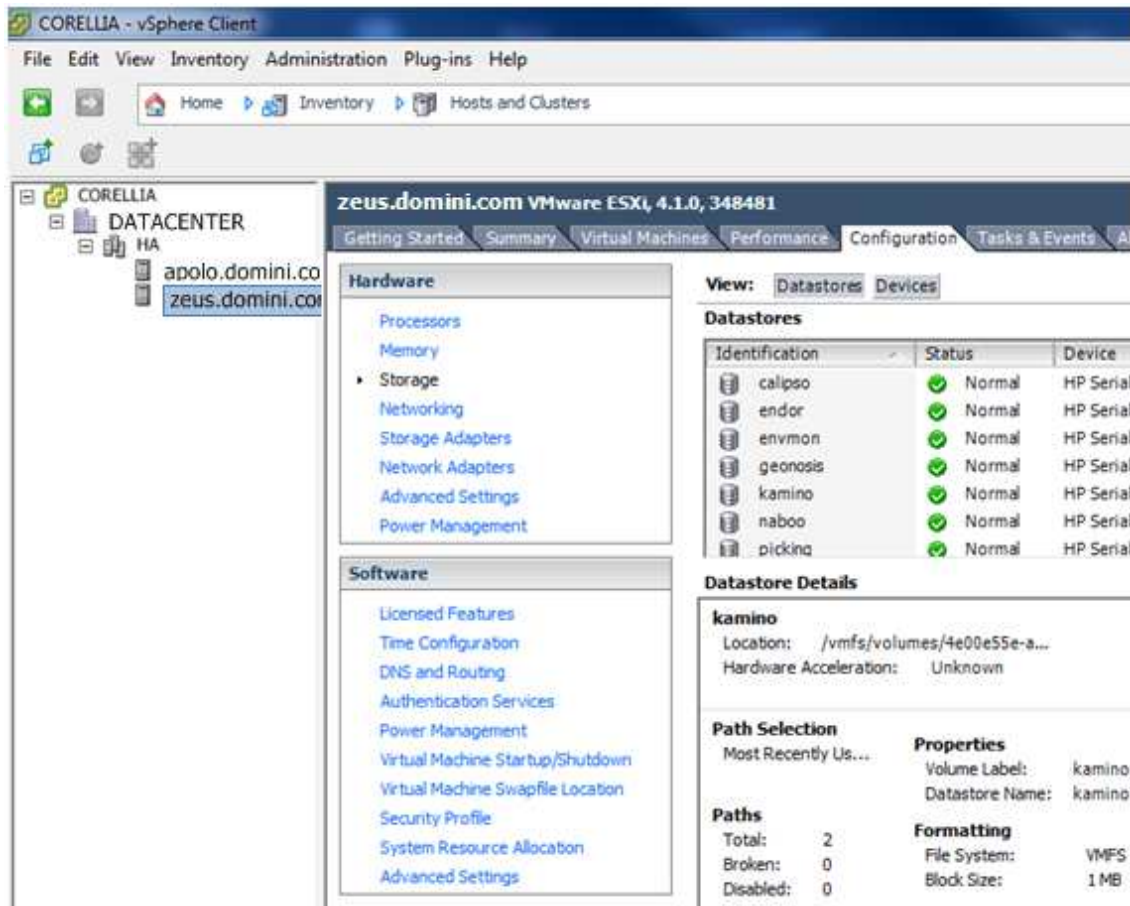 CORELLIA - vSphere Client
File Edit View Inventory Administration Plug-ins Help
Home Inventory Hosts and Clusters
CORELLIA
DATACENTER
HA
apolo.domini.co
zeus.domini.co
zeus.domini.com VMware ESXi, 4.1.0, 348481
Getting Started Summary Virtual Machines Performance Configuration Tasks & Events
Hardware
Processors
Memory
Storage
Networking
Storage Adapters
Network Adapters
Advanced Settings
Power Management
Software
Licensed Features
Time Configuration
DNS and Routing
Authentication Services
Power Management
Virtual Machine Startup/Shutdown
Virtual Machine Swapfile Location
Security Profile
System Resource Allocation
Advanced Settings
View: Datastores Devices
Datastores
Identification Status Device
calipso Normal HP Serial
endor Normal HP Serial
envmon Normal HP Serial
geonosis Normal HP Serial
kamino Normal HP Serial
naboo Normal HP Serial
picking Normal HP Serial
Datastore Details
kamino
Location: /vmfs/volumes/4e00e55e-a...
Hardware Acceleration: Unknown
Path Selection
Most Recently Us...
Paths
Total: 2
Broken: 0
Disabled: 0
Properties
Volume Label: kamino
Datastore Name: kamino
Formatting
File System: VMFS
Block Size: 1 MB